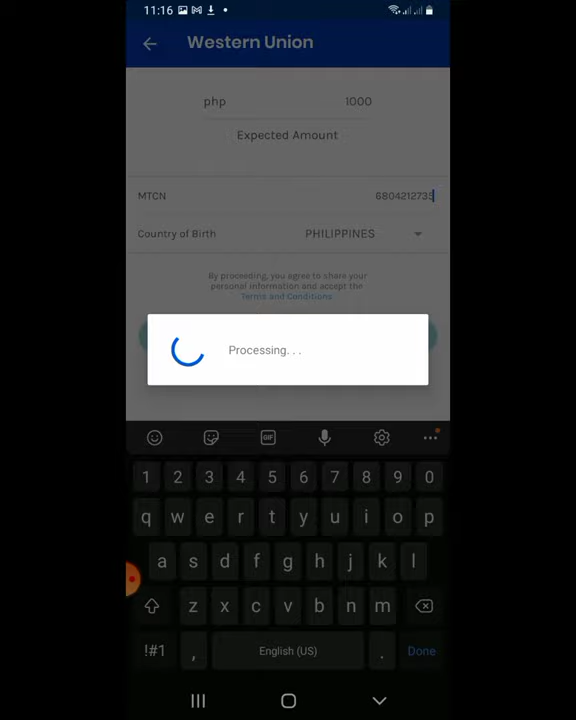 11:16
Western Union
php 1000
Expected Amount
MTCN 6804212735
Country of Birth PHILIPPINES
By proceeding, you agree to share your
personal information and accept the
Terms and Conditions
Processing. . .
GIF
1 2 3 4 5 6 7 8 9 0
q w e r t y u i o p
a s d f g h j k l
z x c v b n m
!#1 , English (US) . Done